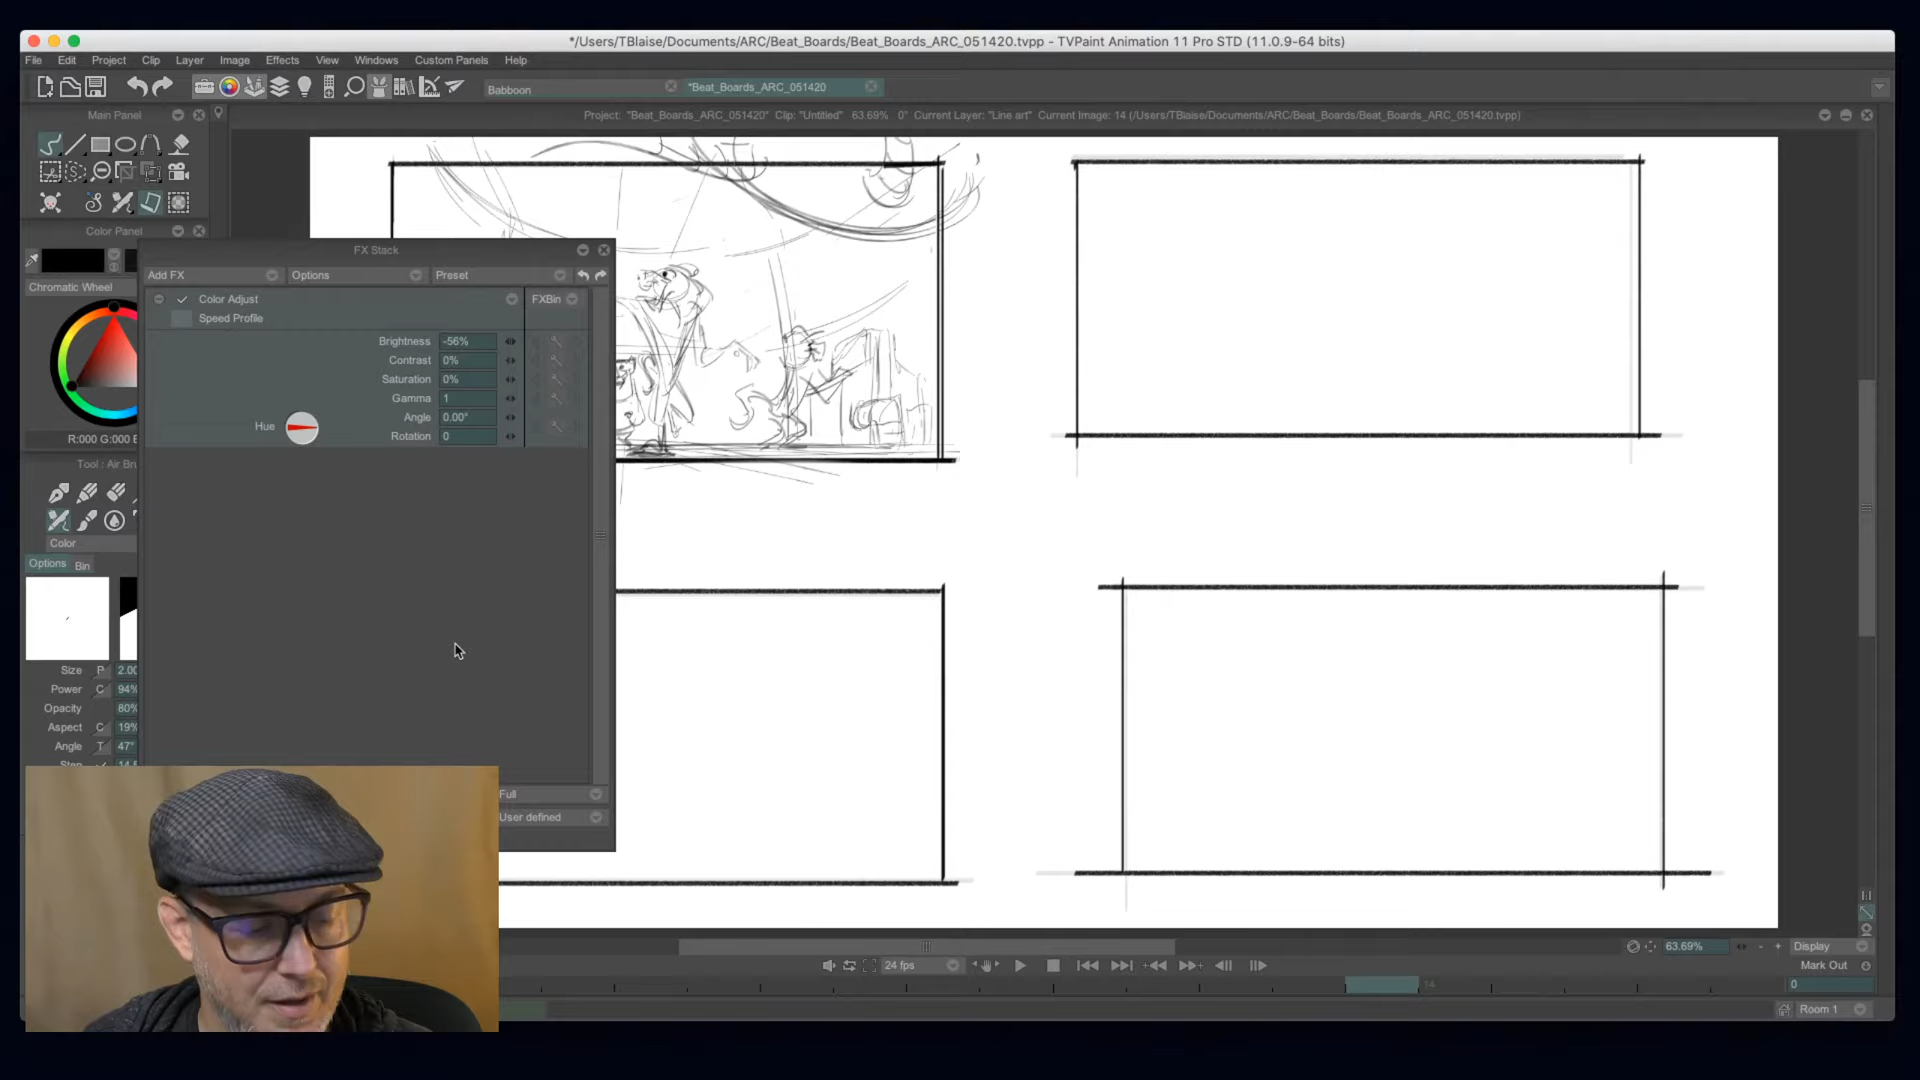 */Users/TBlaise/Documents/ARC/Beat_Boards/Beat_Boards_ARC_051420.tvpp - TVPaint Animation 11 Pro STD (11.0.9-64 bits)
File Edit Project Clip Layer Image Effects View Windows Custom Panels Help
Babboon *Beat_Boards_ARC_051420
Main Panel
Project: "Beat_Boards_ARC_051420" Clip: "Untitled" 63.69% 0° Current Layer: "Line art" Current Image: 14 (/Users/TBlaise/Documents/ARC/Beat_Boards/Beat_Boards_ARC_051420.tvpp)
Color Panel
FX Stack
Add FX Options Preset
Chromatic Wheel
Color Adjust FXBin
Speed Profile
Brightness -56%
Contrast 0%
Saturation 0%
Gamma 1
Angle 0.00°
Hue
Rotation 0
R:000 G:000
Color
Options Bin
Size P 2.00
Power C 94%
Opacity 80%
Aspect C 19%
Angle T 47°
Full
User defined
63.69% - + Display
24 fps Mark Out
14 0
Room 1